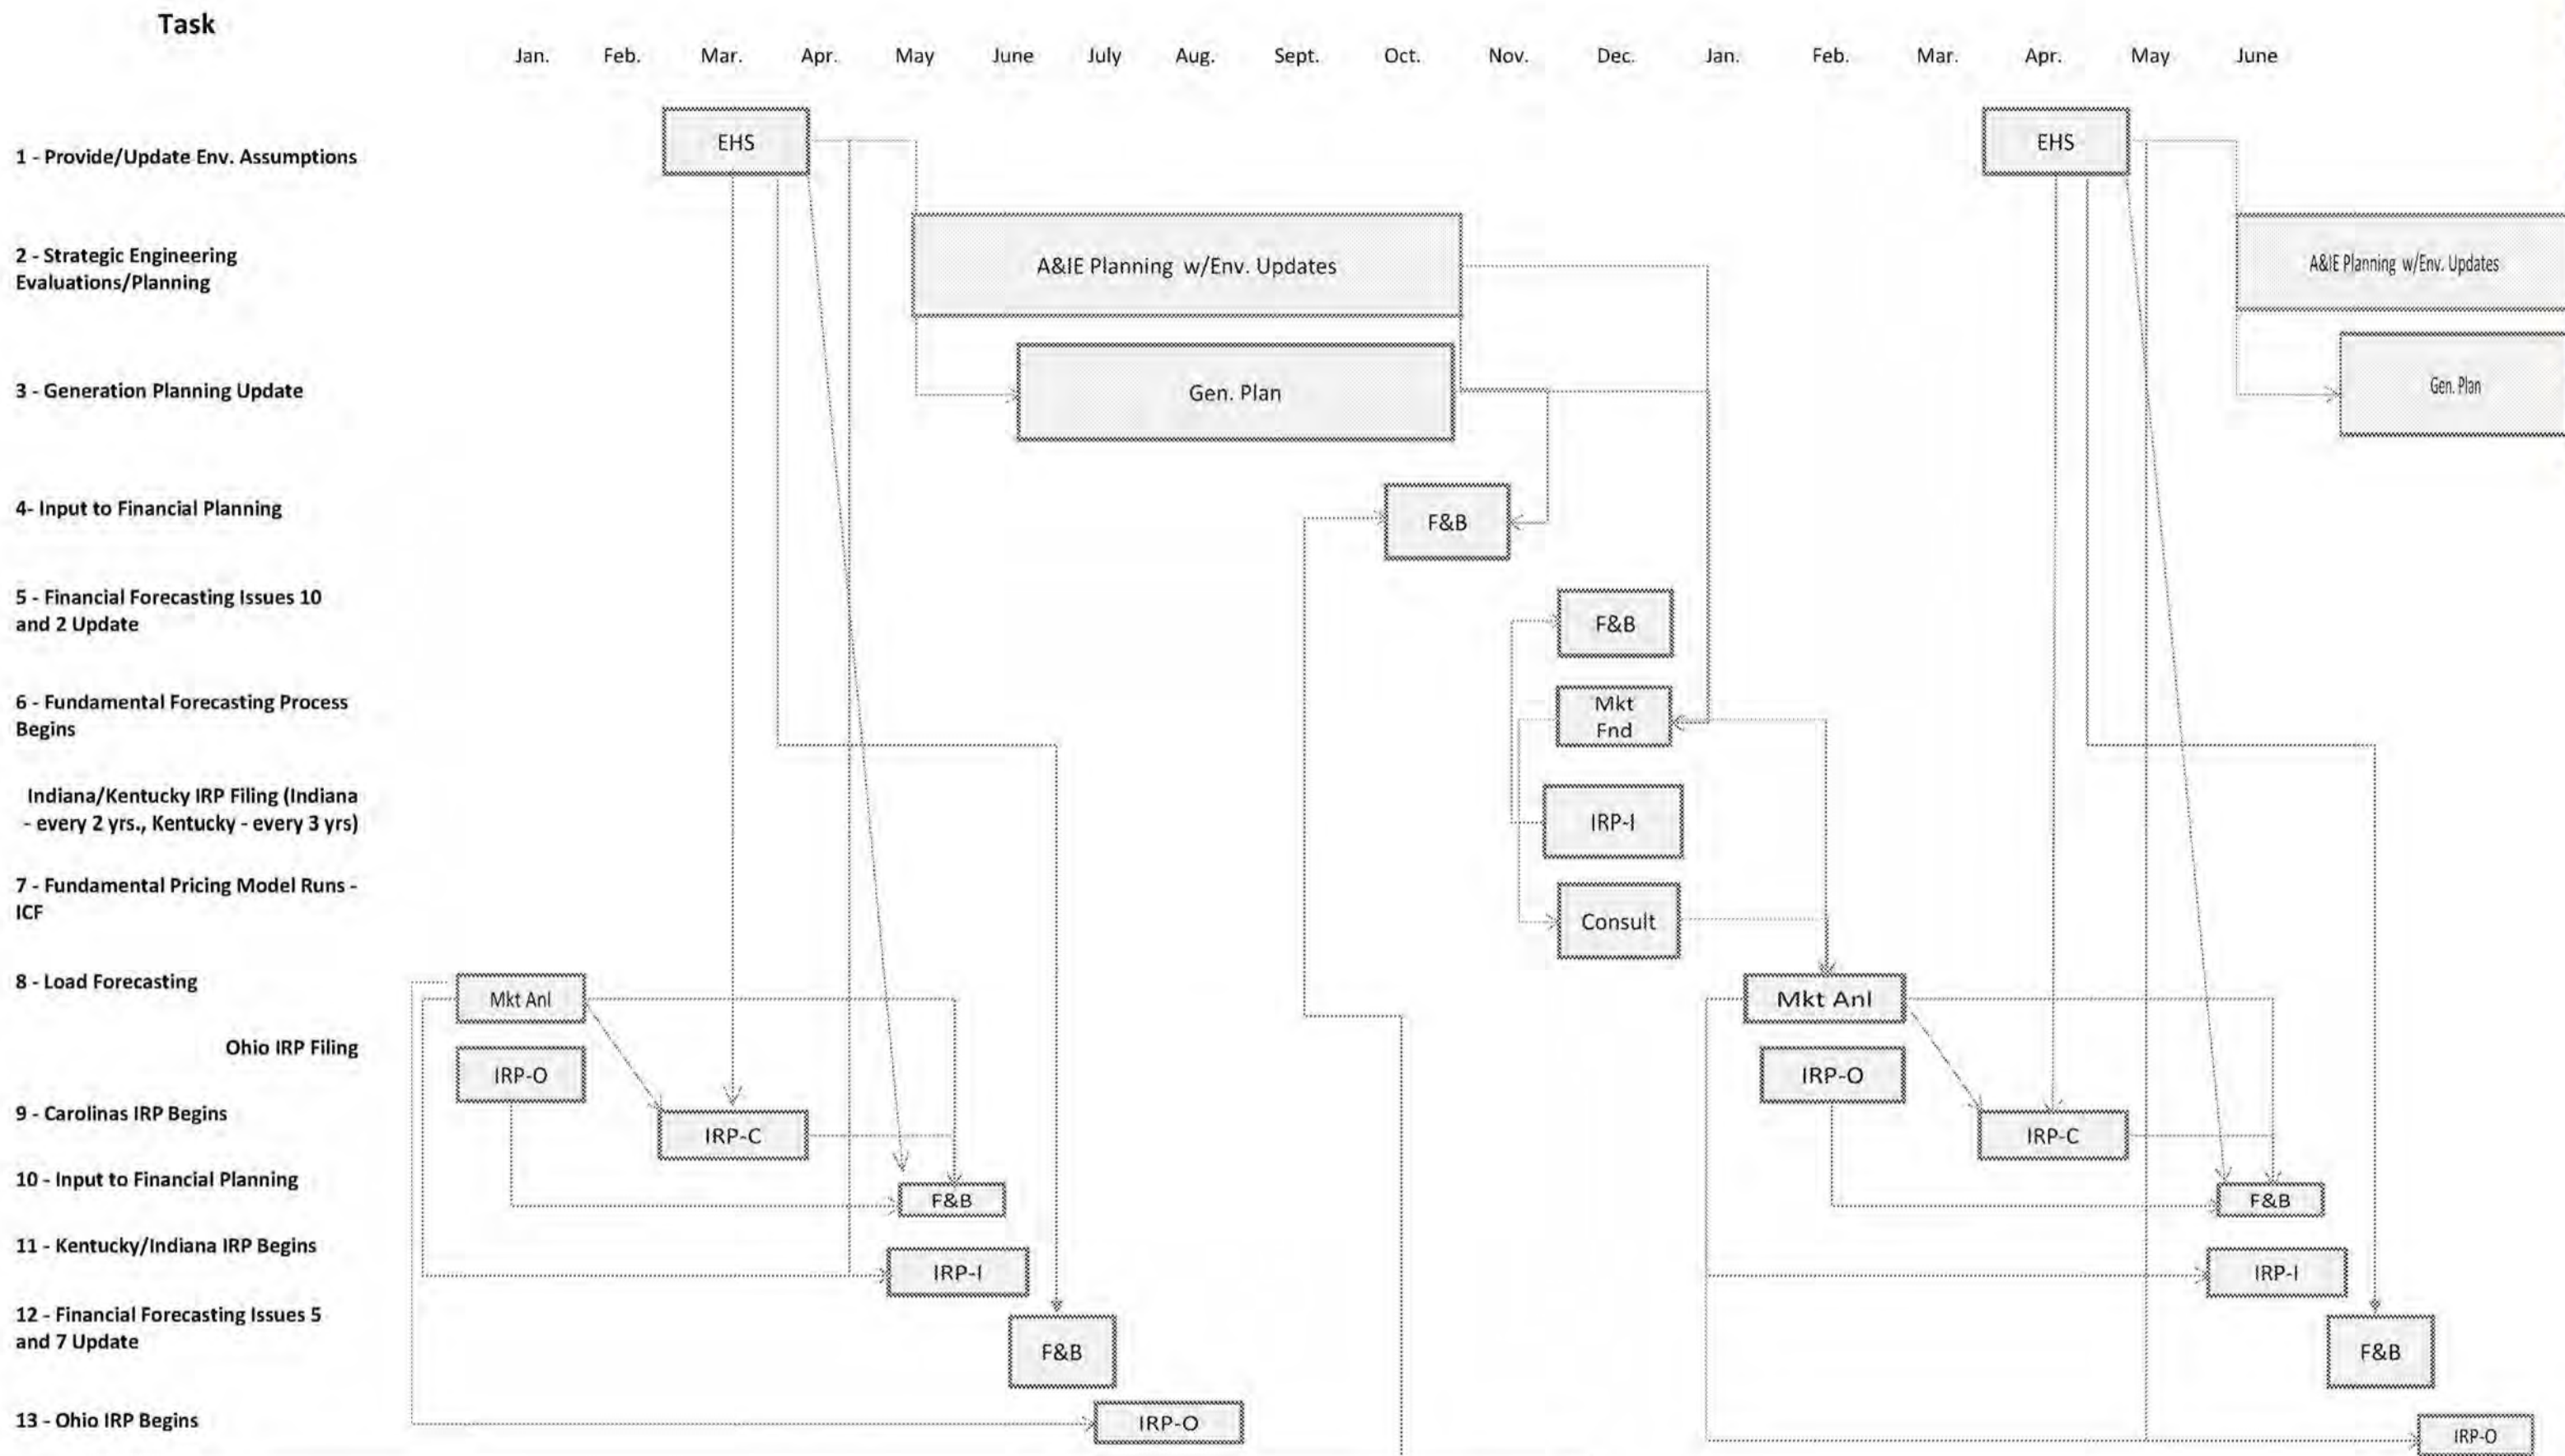 Task
Jan. Feb. Mar. Apr. May June July Aug. Sept. Oct. Nov. Dec. Jan. Feb. Mar. Apr. May June
1 - Provide/Update Env. Assumptions
EHS
EHS
2 - Strategic Engineering
Evaluations/Planning
A&IE Planning w/Env. Updates
A&IE Planning w/Env. Updates
3 - Generation Planning Update
Gen. Plan
Gen. Plan
4- Input to Financial Planning
F&B
5 - Financial Forecasting Issues 10
and 2 Update
F&B
6 - Fundamental Forecasting Process
Begins
Mkt
Fnd
Indiana/Kentucky IRP Filing (Indiana
- every 2 yrs., Kentucky - every 3 yrs)
IRP-I
7 - Fundamental Pricing Model Runs -
ICF
Consult
8 - Load Forecasting
Mkt Anl
Mkt Anl
Ohio IRP Filing
IRP-O
IRP-O
9 - Carolinas IRP Begins
IRP-C
IRP-C
10 - Input to Financial Planning
F&B
F&B
11 - Kentucky/Indiana IRP Begins
IRP-I
IRP-I
12 - Financial Forecasting Issues 5
and 7 Update
F&B
F&B
13 - Ohio IRP Begins
IRP-O
IRP-O